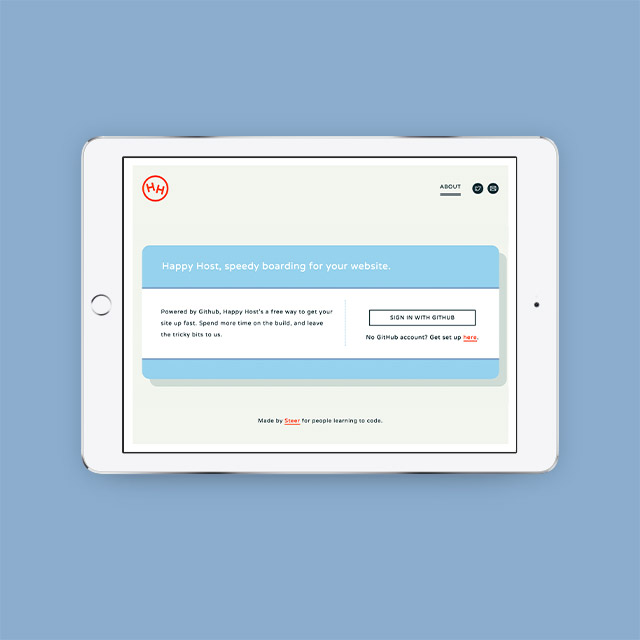 HH
ABOUT
Happy Host, speedy boarding for your website.
Powered by Github, Happy Host's a free way to get your
site up fast. Spend more time on the build, and leave
the tricky bits to us.
SIGN IN WITH GITHUB
No GitHub account? Get set up here.
Made by Steer for people learning to code.